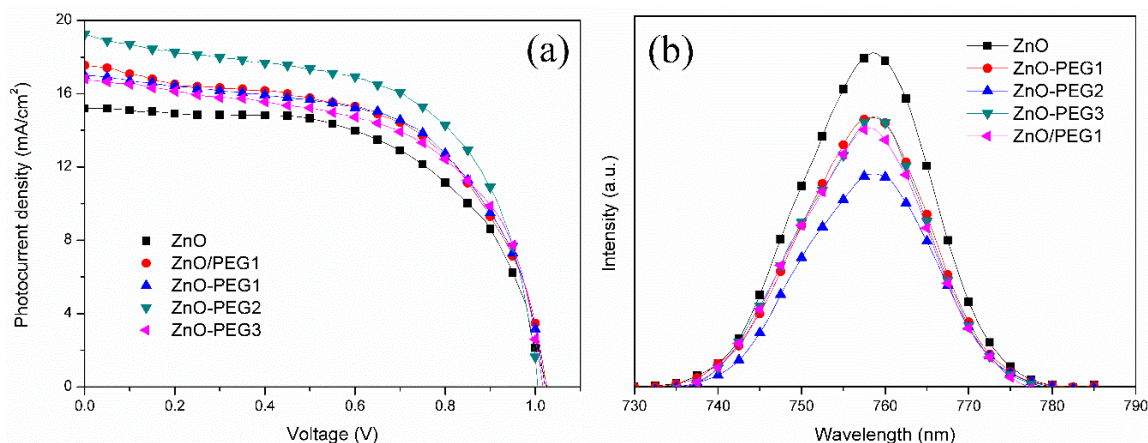 (a)
Photocurrent density (mA/cm²)
20
16
12
8
4
0
0.0 0.2 0.4 0.6 0.8 1.0
Voltage (V)
ZnO
ZnO/PEG1
ZnO-PEG1
ZnO-PEG2
ZnO-PEG3
(b)
Intensity (a.u.)
730 740 750 760 770 780 790
Wavelength (nm)
ZnO
ZnO-PEG1
ZnO-PEG2
ZnO-PEG3
ZnO/PEG1